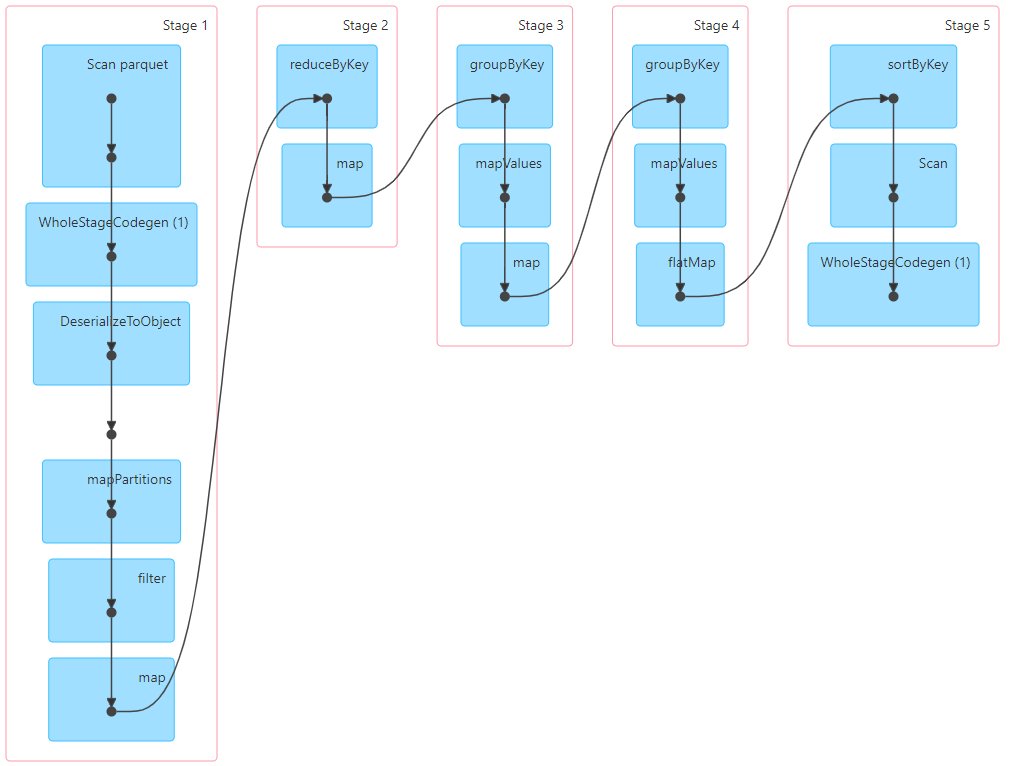 Stage 1
Scan parquet
WholeStageCodegen (1)
DeserializeToObject
mapPartitions
filter
map
Stage 2
reduceByKey
map
Stage 3
groupByKey
mapValues
map
Stage 4
groupByKey
mapValues
flatMap
Stage 5
sortByKey
Scan
WholeStageCodegen (1)